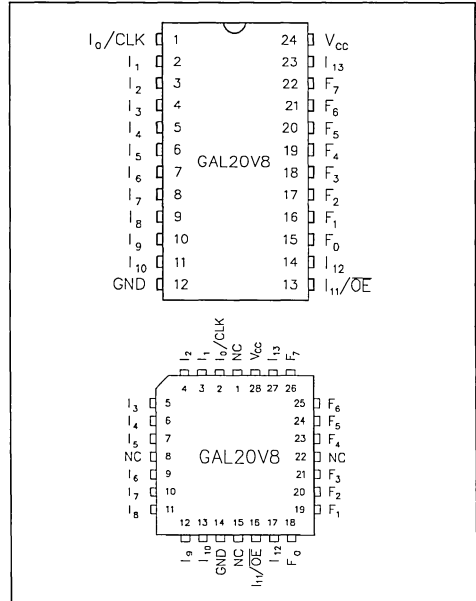 I₀/CLK 1 24 V_CC
I₁ 2 23 I₁₃
I₂ 3 22 F₇
I₃ 4 21 F₆
I₄ 5 20 F₅
I₅ 6 19 F₄
GAL20V8
I₆ 7 18 F₃
I₇ 8 17 F₂
I₈ 9 16 F₁
I₉ 10 15 F₀
I₁₀ 11 14 I₁₂
GND 12 13 I₁₁/O̅E̅
I₂ I₁ I₀/CLK NC V_CC I₁₃ F₇
4 3 2 1 28 27 26
I₃ 5 25 F₆
I₄ 6 24 F₅
I₅ 7 23 F₄
NC 8 GAL20V8 22 NC
I₆ 9 21 F₃
I₇ 10 20 F₂
I₈ 11 19 F₁
12 13 14 15 16 17 18
I₉ I₁₀ GND NC I₁₁/O̅E̅ I₁₂ F₀